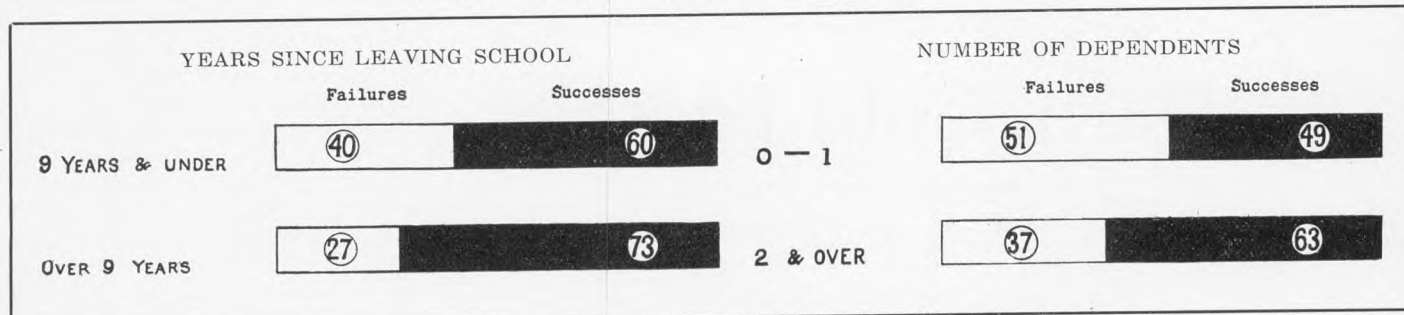 YEARS SINCE LEAVING SCHOOL
Failures Successes
9 YEARS & UNDER 40 60
OVER 9 YEARS 27 73
NUMBER OF DEPENDENTS
Failures Successes
0 — 1 51 49
2 & OVER 37 63